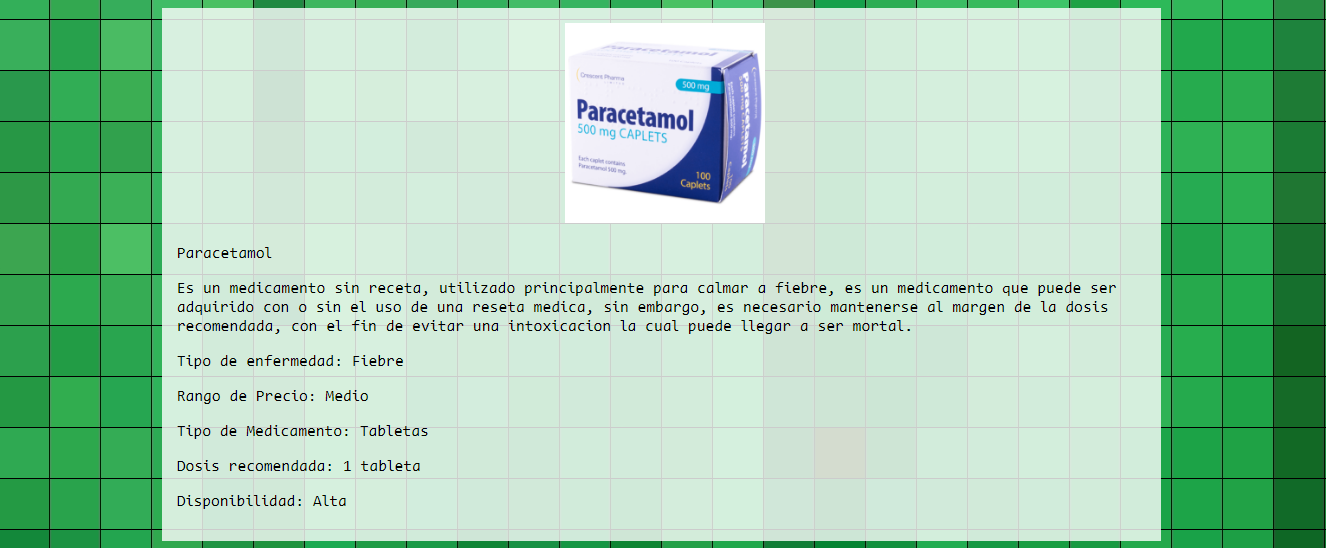 Paracetamol
Crescent Pharma
500 mg
Paracetamol
Paracetamol
500 mg CAPLETS
Each caplet contains
Paracetamol 500 mg.
100
Caplets
Paracetamol
Es un medicamento sin receta, utilizado principalmente para calmar a fiebre, es un medicamento que puede ser
adquirido con o sin el uso de una reseta medica, sin embargo, es necesario mantenerse al margen de la dosis
recomendada, con el fin de evitar una intoxicacion la cual puede llegar a ser mortal.
Tipo de enfermedad: Fiebre
Rango de Precio: Medio
Tipo de Medicamento: Tabletas
Dosis recomendada: 1 tableta
Disponibilidad: Alta